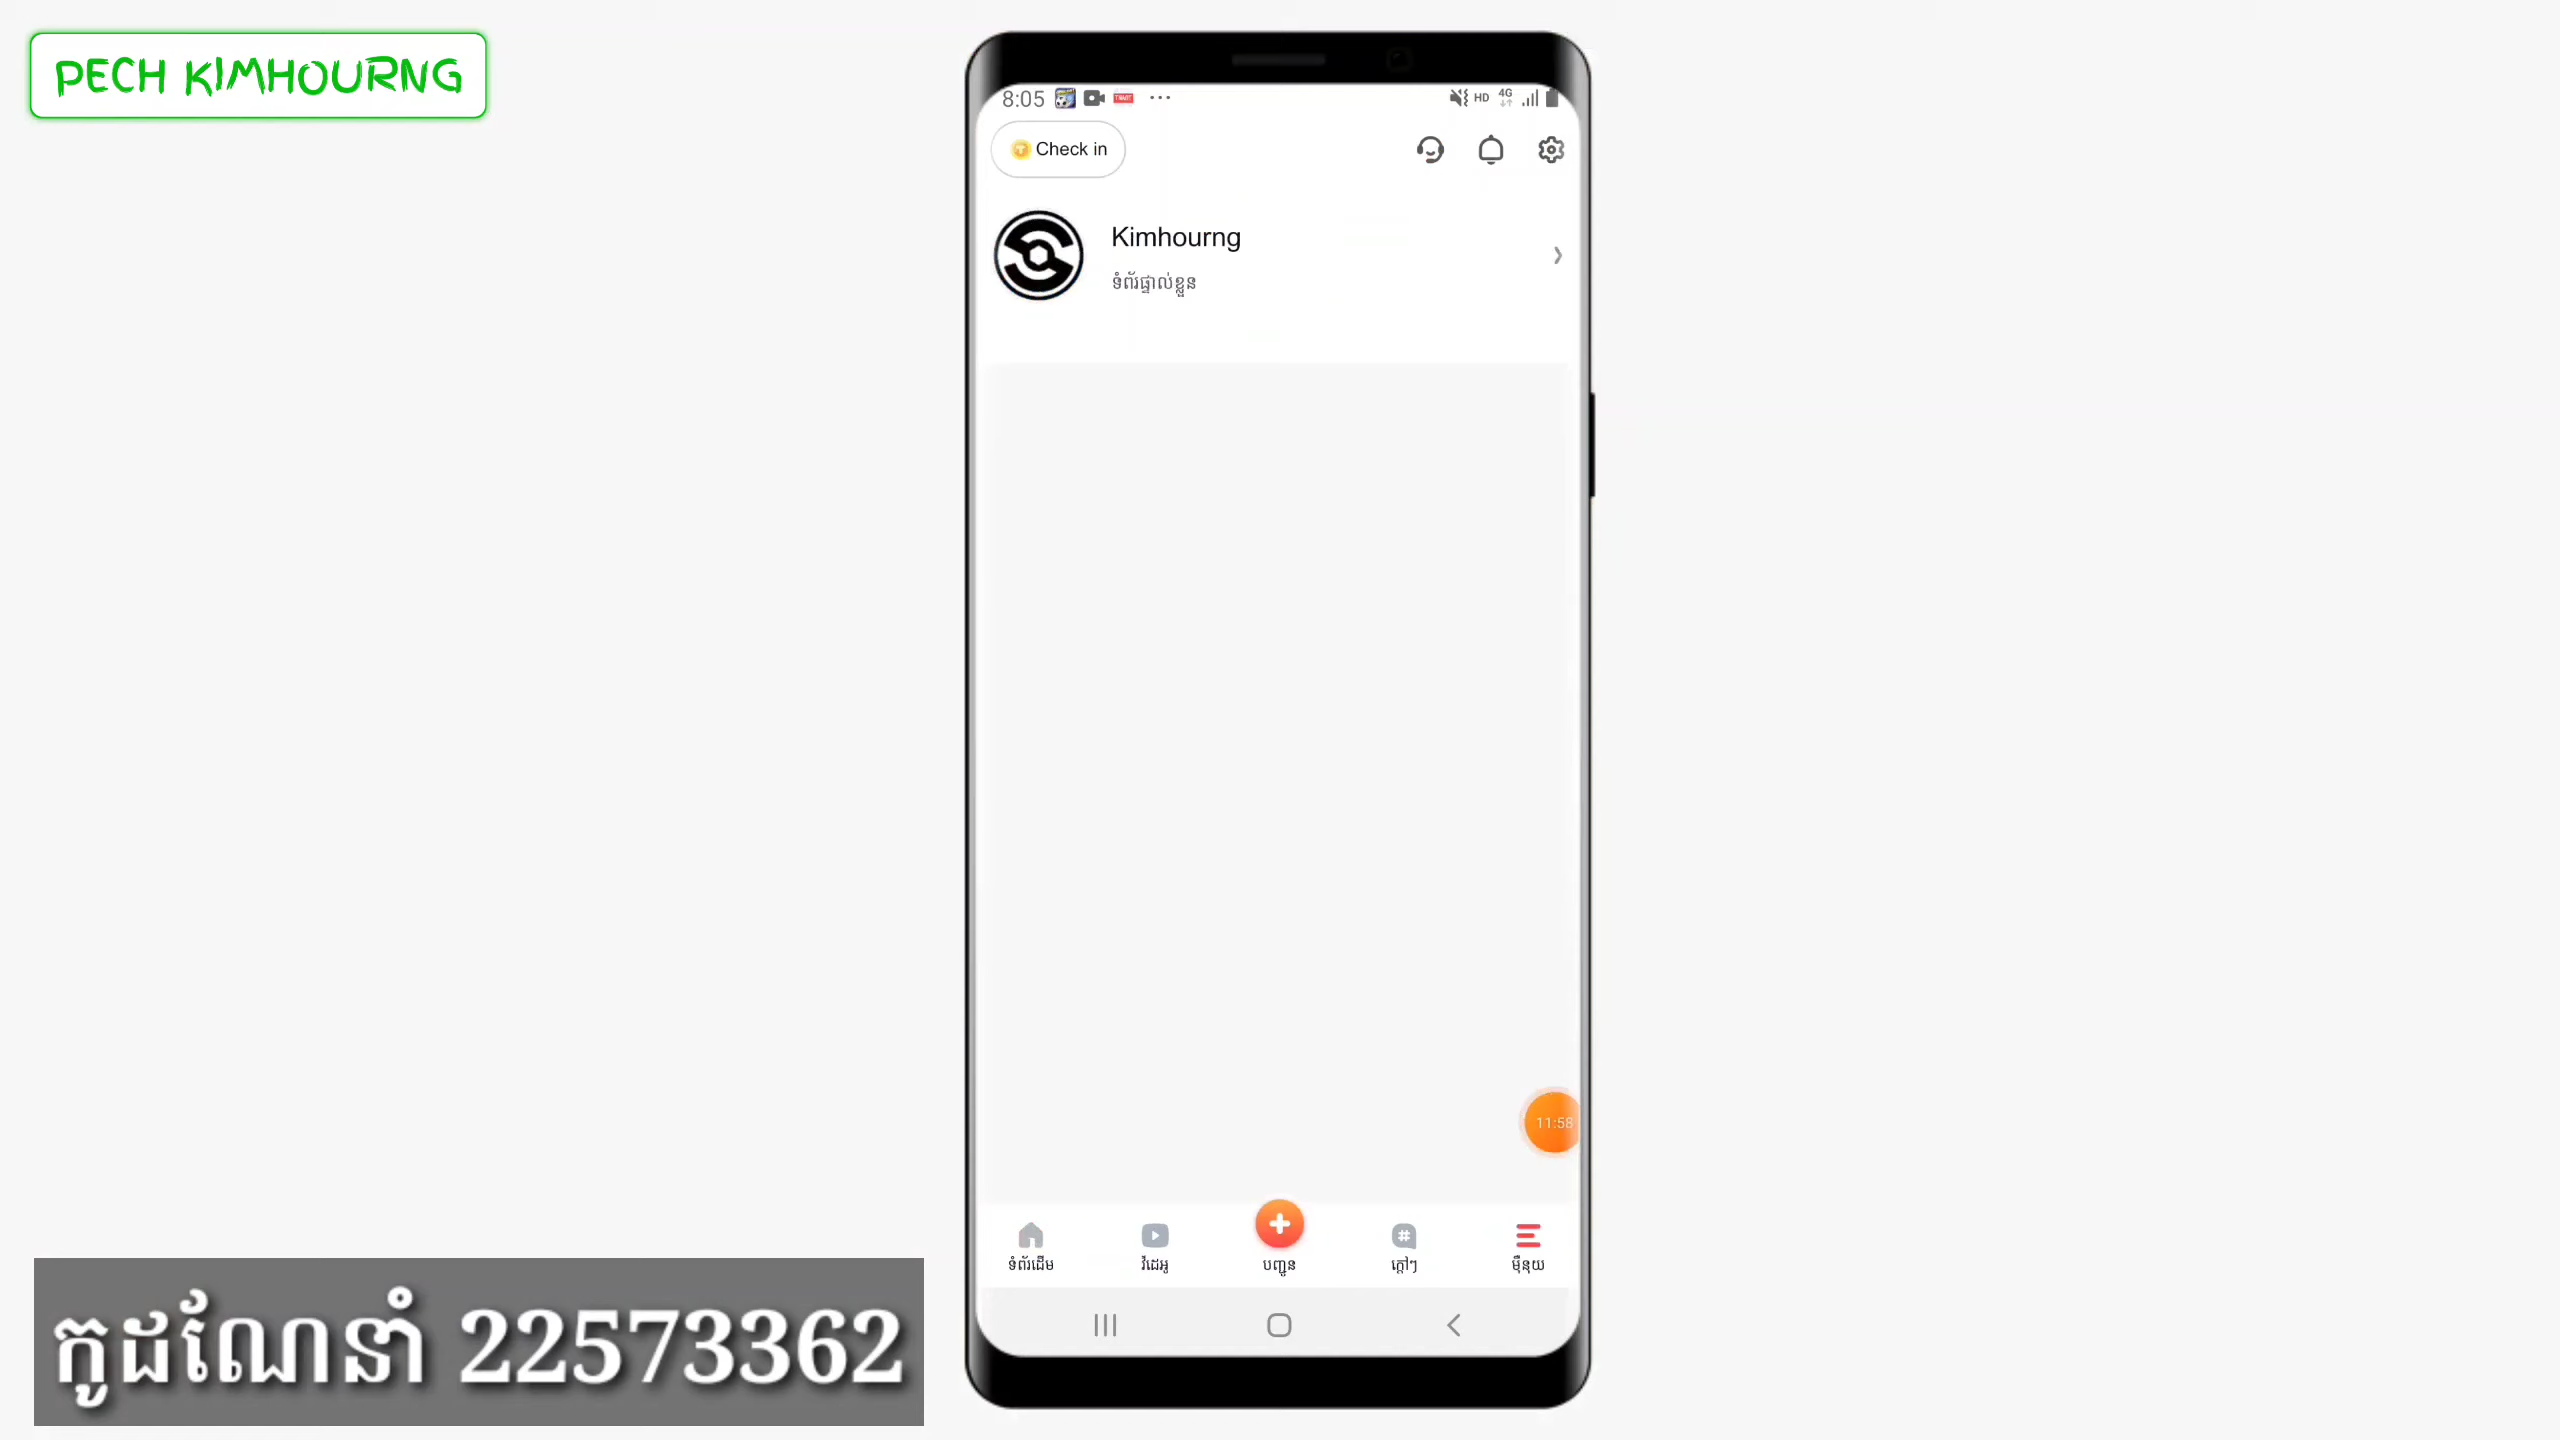 PECH KIMHOURNG
8:05
HD 4G
Check in
Kimhourng
ទំព័រផ្ទាល់ខ្លួន
11:58
ទំព័រដើម
វីដេអូ
បញ្ជូន
ក្តៅៗ
ម៉ឺនុយ
កូដណែនាំ 22573362